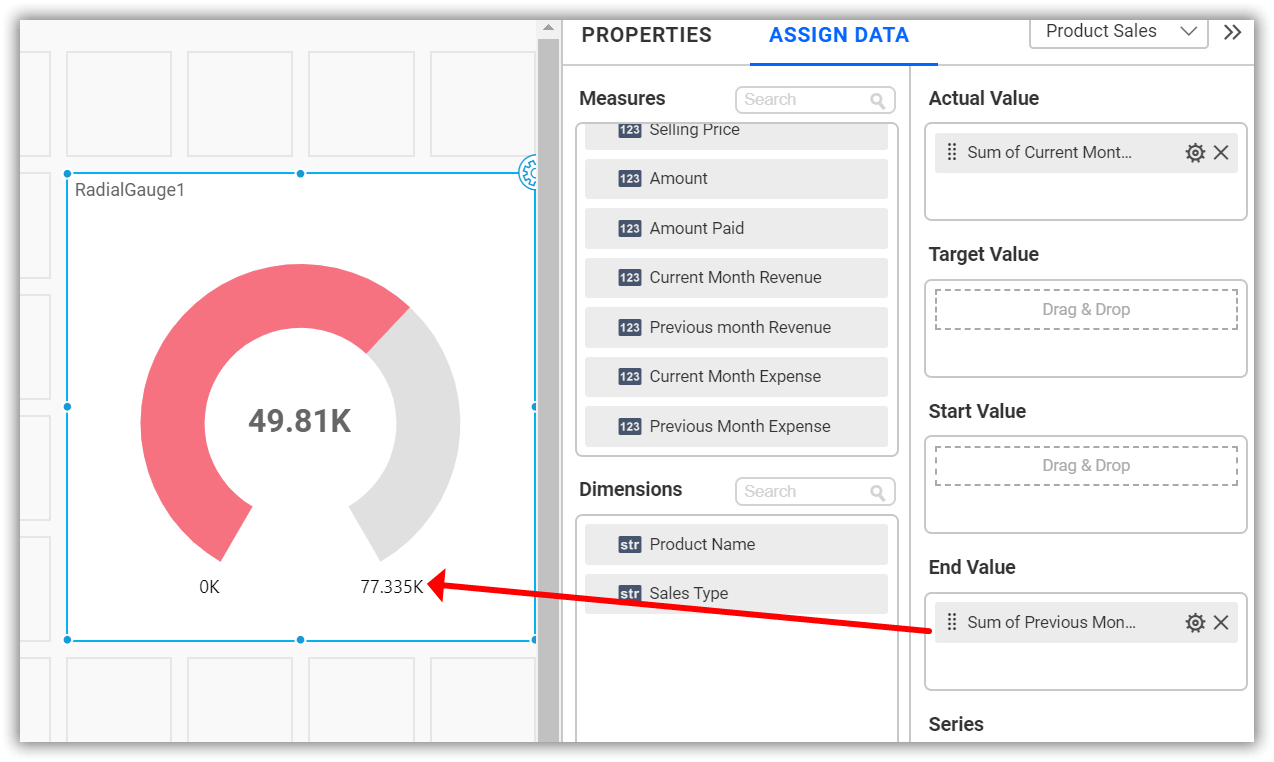 PROPERTIES
ASSIGN DATA
Product Sales
Measures
Search
123 Selling Price
123 Amount
123 Amount Paid
123 Current Month Revenue
123 Previous month Revenue
123 Current Month Expense
123 Previous Month Expense
Dimensions
Search
str Product Name
str Sales Type
Actual Value
Sum of Current Mont...
Target Value
Drag & Drop
Start Value
Drag & Drop
End Value
Sum of Previous Mon...
Series
RadialGauge1
49.81K
0K
77.335K